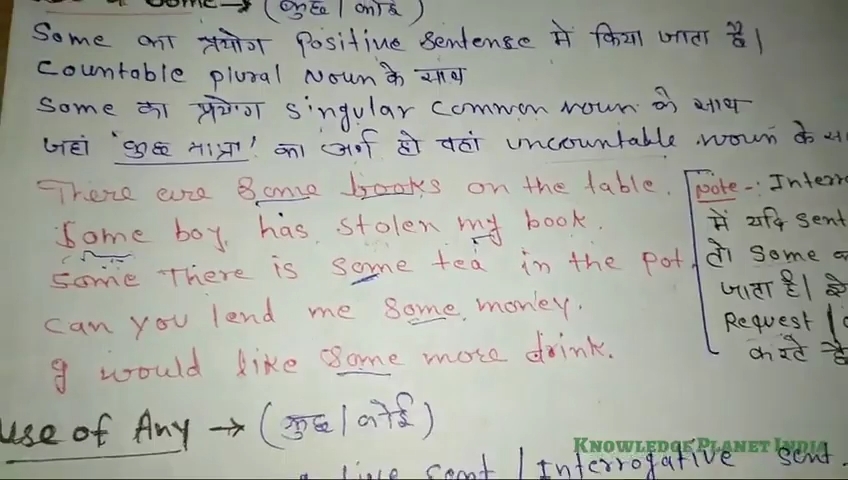 Some → (कुछ / कोई)
Some का प्रयोग Positive Sentence में किया जाता है।
Countable plural Noun के साथ
Some का प्रयोग singular common noun के साथ
जहां 'कुछ मात्रा' का अर्थ हो वहां uncountable noun के
There are Some books on the table.
Some boy has stolen my book.
Some There is some tea in the pot.
Can you lend me Some money.
I would like Some more drink.
Note -:
में यदि
तो Some
जाता है।
Request /
करते है
Use of Any → (कुछ / कोई)
sent / Interrogative sent.
KNOWLEDGE PLANET INDIA